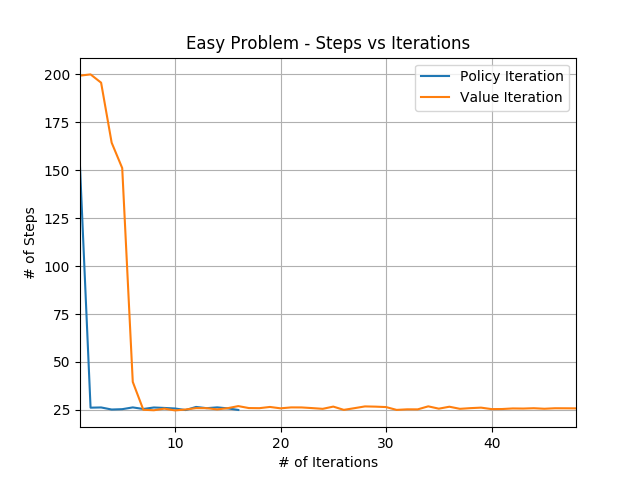 Easy Problem - Steps vs Iterations
Policy Iteration
Value Iteration
200
175
150
125
100
75
50
25
# of Steps
10
20
30
40
# of Iterations